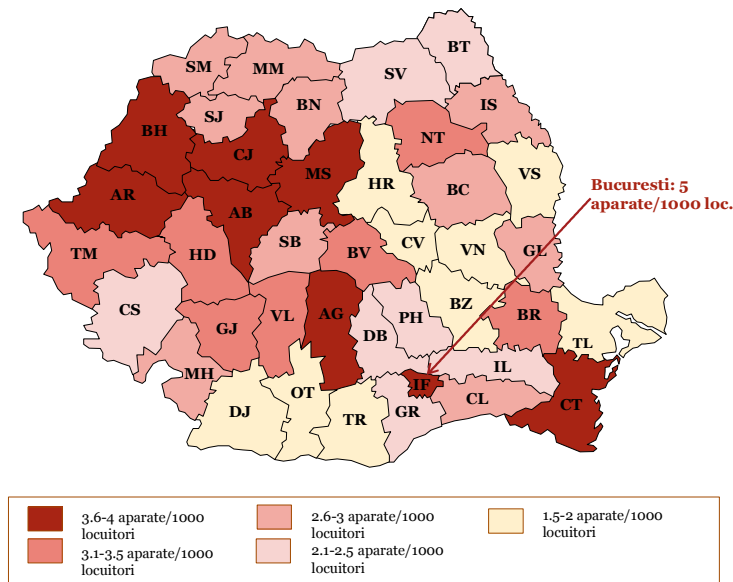 BT
SM
MM
SV
BN
IS
SJ
BH
NT
CJ
MS
VS
HR
BC
AR
AB
Bucuresti: 5
aparate/1000 loc.
SB
CV
VN
GL
TM
HD
BV
CS
BZ
VL
AG
PH
BR
GJ
DB
TL
IL
MH
IF
OT
CL
CT
DJ
TR
GR
3.6-4 aparate/1000
locuitori
2.6-3 aparate/1000
locuitori
1.5-2 aparate/1000
locuitori
3.1-3.5 aparate/1000
locuitori
2.1-2.5 aparate/1000
locuitori